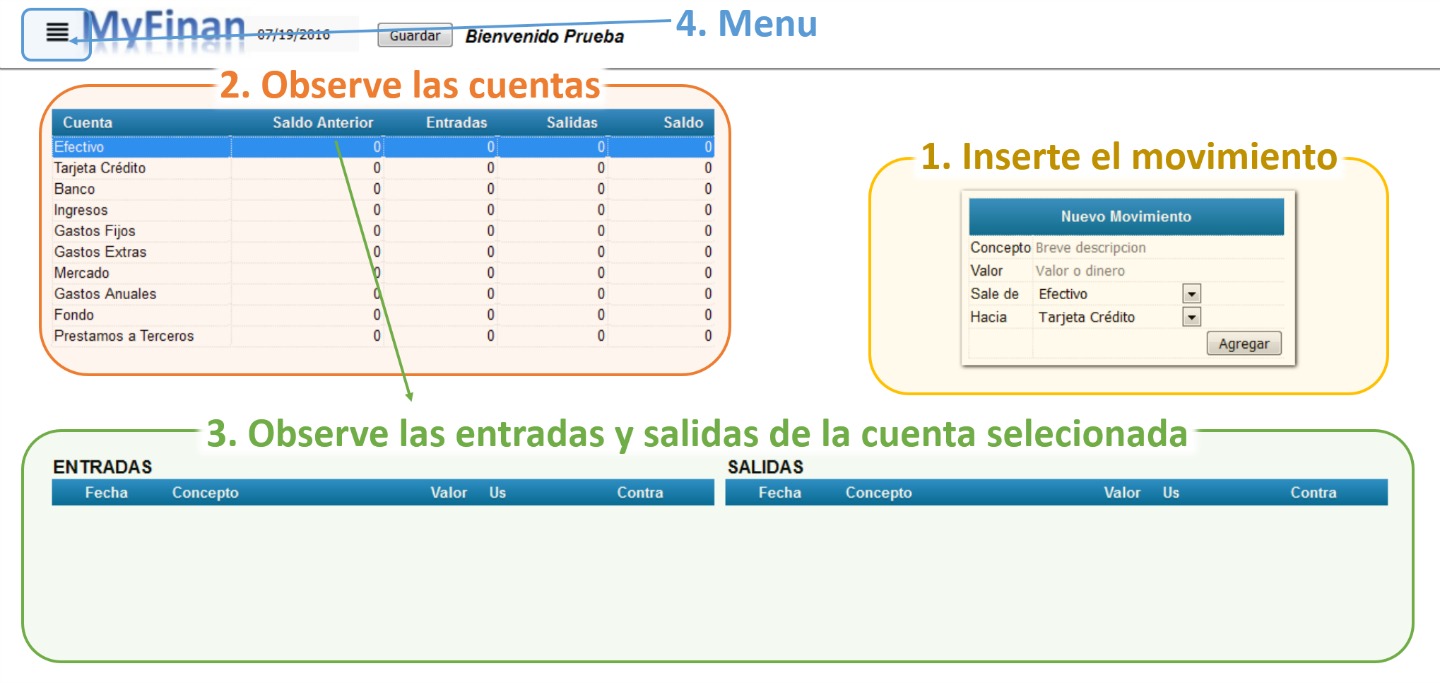 MyFinan 07/19/2016 Guardar Bienvenido Prueba 4. Menu
2. Observe las cuentas
Cuenta Saldo Anterior Entradas Salidas Saldo
Efectivo 0 0 0 0
Tarjeta Crédito 0 0 0 0
Banco 0 0 0 0
Ingresos 0 0 0 0
Gastos Fijos 0 0 0 0
Gastos Extras 0 0 0 0
Mercado 0 0 0 0
Gastos Anuales 0 0 0 0
Fondo 0 0 0 0
Prestamos a Terceros 0 0 0 0
1. Inserte el movimiento
Nuevo Movimiento
Concepto Breve descripcion
Valor Valor o dinero
Sale de Efectivo
Hacia Tarjeta Crédito
Agregar
3. Observe las entradas y salidas de la cuenta selecionada
ENTRADAS
Fecha Concepto Valor Us Contra
SALIDAS
Fecha Concepto Valor Us Contra